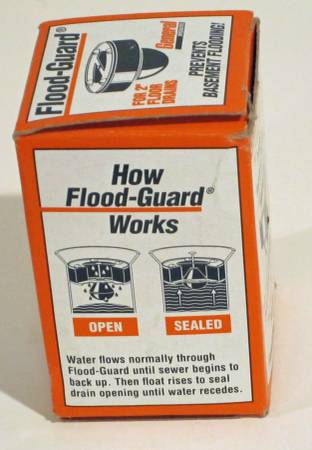 Flood-Guard®
FOR 2"
FLOOR
DRAINS
General
PREVENTS
BASEMENT FLOODING!
How
Flood-Guard®
Works
OPEN
SEALED
Water flows normally through
Flood-Guard until sewer begins to
back up. Then float rises to seal
drain opening until water recedes.